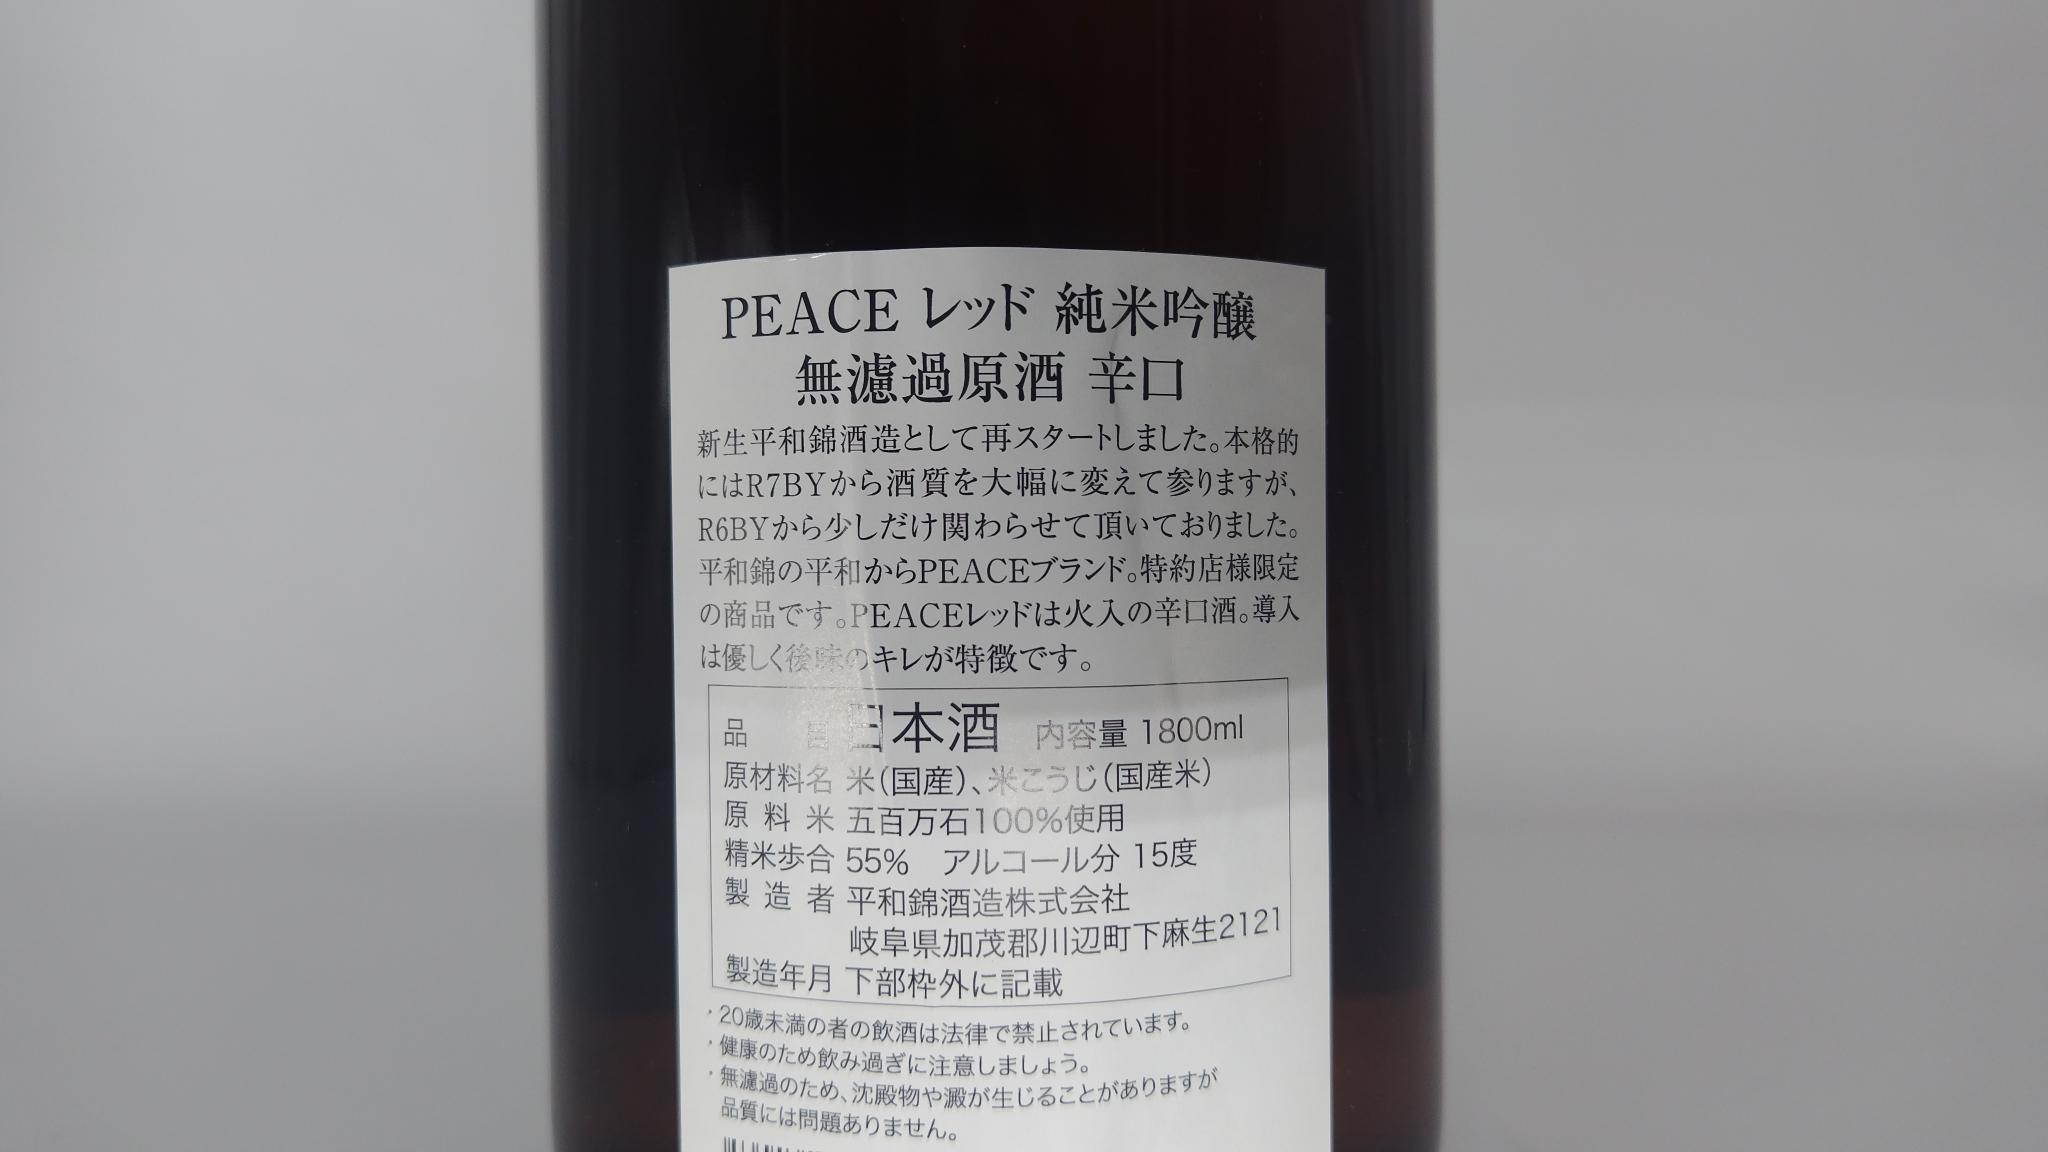 PEACE レッド 純米吟醸
無濾過原酒 辛口
新生平和錦酒造として再スタートしました。本格的
にはR7BYから酒質を大幅に変えて参りますが、
R6BYから少しだけ関わらせて頂いておりました。
平和錦の平和からPEACEブランド。特約店様限定
の商品です。PEACEレッドは火入の辛口酒。導入
は優しく後味のキレが特徴です。
品 目 日本酒 内容量 1800ml
原材料名 米(国産)、米こうじ(国産米)
原料米 五百万石100%使用
精米歩合 55% アルコール分 15度
製造者 平和錦酒造株式会社
岐阜県加茂郡川辺町下麻生2121
製造年月 下部枠外に記載
・20歳未満の者の飲酒は法律で禁止されています。
・健康のため飲み過ぎに注意しましょう。
・無濾過のため、沈殿物や澱が生じることがありますが
品質には問題ありません。